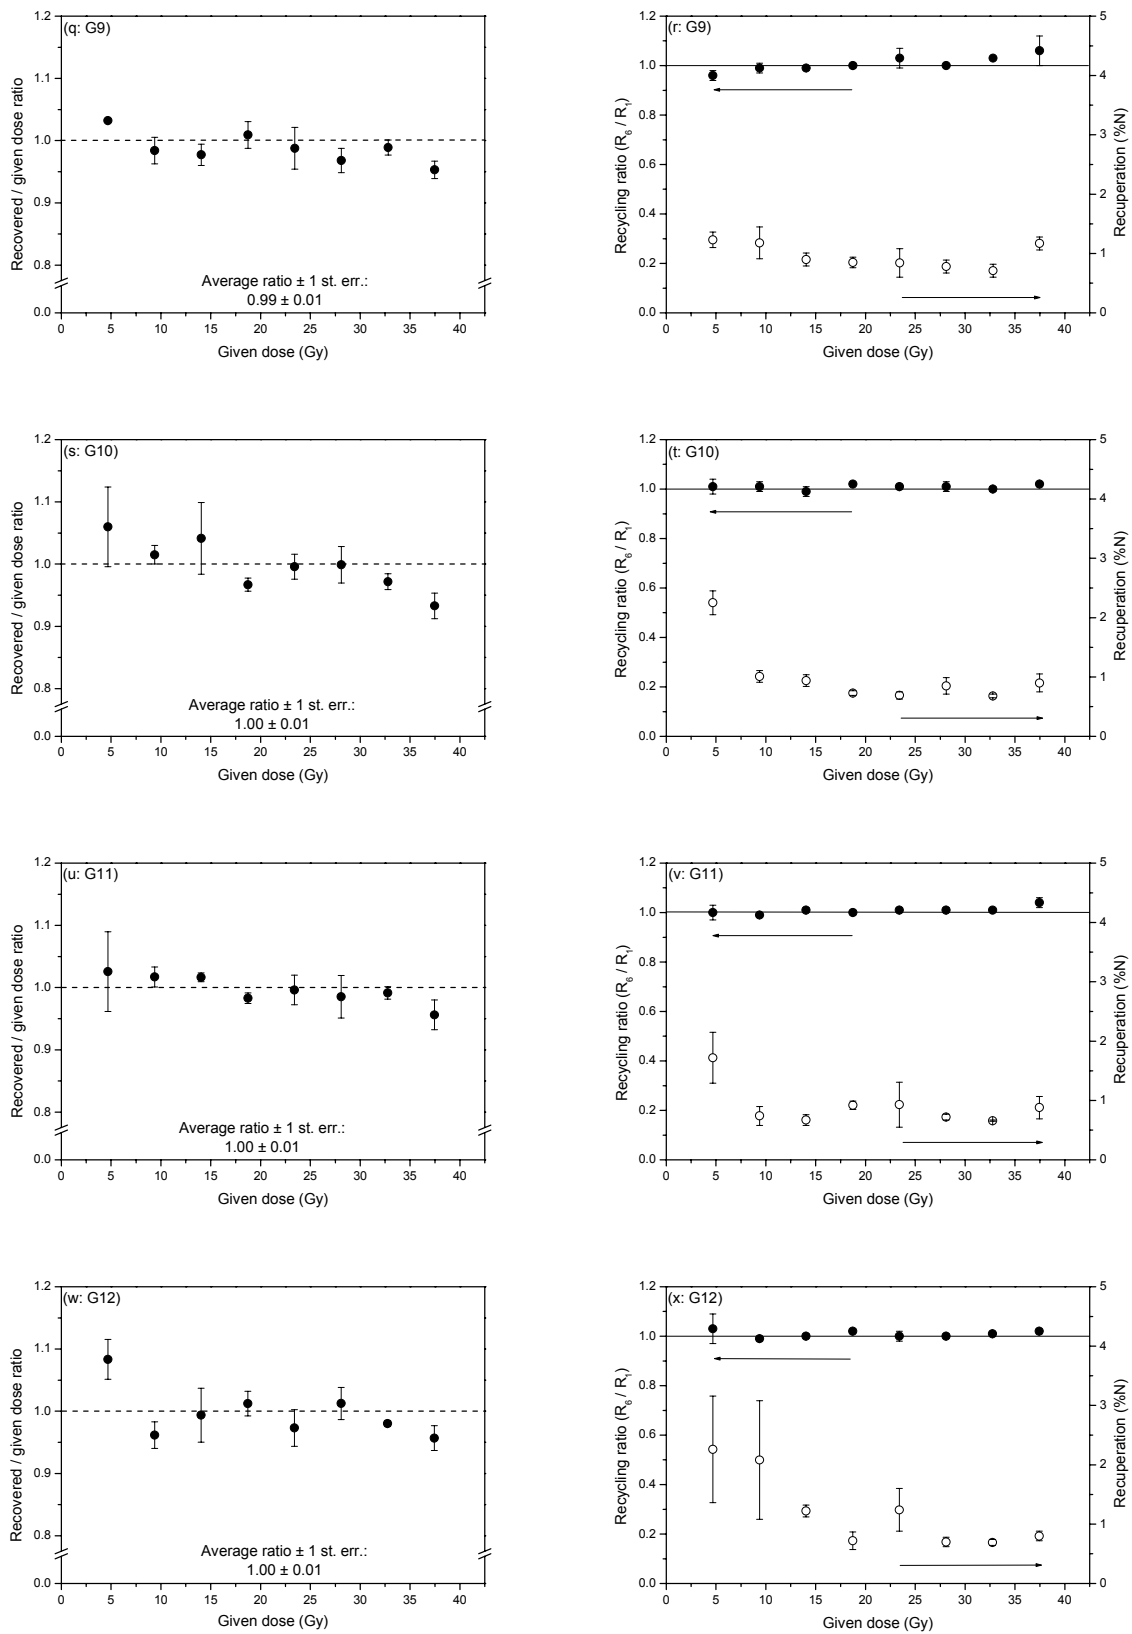 (q: G9)
1.2
1.1
1.0
0.9
0.8
0.0
Recovered / given dose ratio
Average ratio ± 1 st. err.:
0.99 ± 0.01
0 5 10 15 20 25 30 35 40
Given dose (Gy)
(r: G9)
1.2
1.0
0.8
0.6
0.4
0.2
0.0
Recycling ratio (R6 / R1)
5
4
3
2
1
0
Recuperation (%N)
0 5 10 15 20 25 30 35 40
Given dose (Gy)
(s: G10)
1.2
1.1
1.0
0.9
0.8
0.0
Recovered / given dose ratio
Average ratio ± 1 st. err.:
1.00 ± 0.01
0 5 10 15 20 25 30 35 40
Given dose (Gy)
(t: G10)
1.2
1.0
0.8
0.6
0.4
0.2
0.0
Recycling ratio (R6 / R1)
5
4
3
2
1
0
Recuperation (%N)
0 5 10 15 20 25 30 35 40
Given dose (Gy)
(u: G11)
1.2
1.1
1.0
0.9
0.8
0.0
Recovered / given dose ratio
Average ratio ± 1 st. err.:
1.00 ± 0.01
0 5 10 15 20 25 30 35 40
Given dose (Gy)
(v: G11)
1.2
1.0
0.8
0.6
0.4
0.2
0.0
Recycling ratio (R6 / R1)
5
4
3
2
1
0
Recuperation (%N)
0 5 10 15 20 25 30 35 40
Given dose (Gy)
(w: G12)
1.2
1.1
1.0
0.9
0.8
0.0
Recovered / given dose ratio
Average ratio ± 1 st. err.:
1.00 ± 0.01
0 5 10 15 20 25 30 35 40
Given dose (Gy)
(x: G12)
1.2
1.0
0.8
0.6
0.4
0.2
0.0
Recycling ratio (R6 / R1)
5
4
3
2
1
0
Recuperation (%N)
0 5 10 15 20 25 30 35 40
Given dose (Gy)